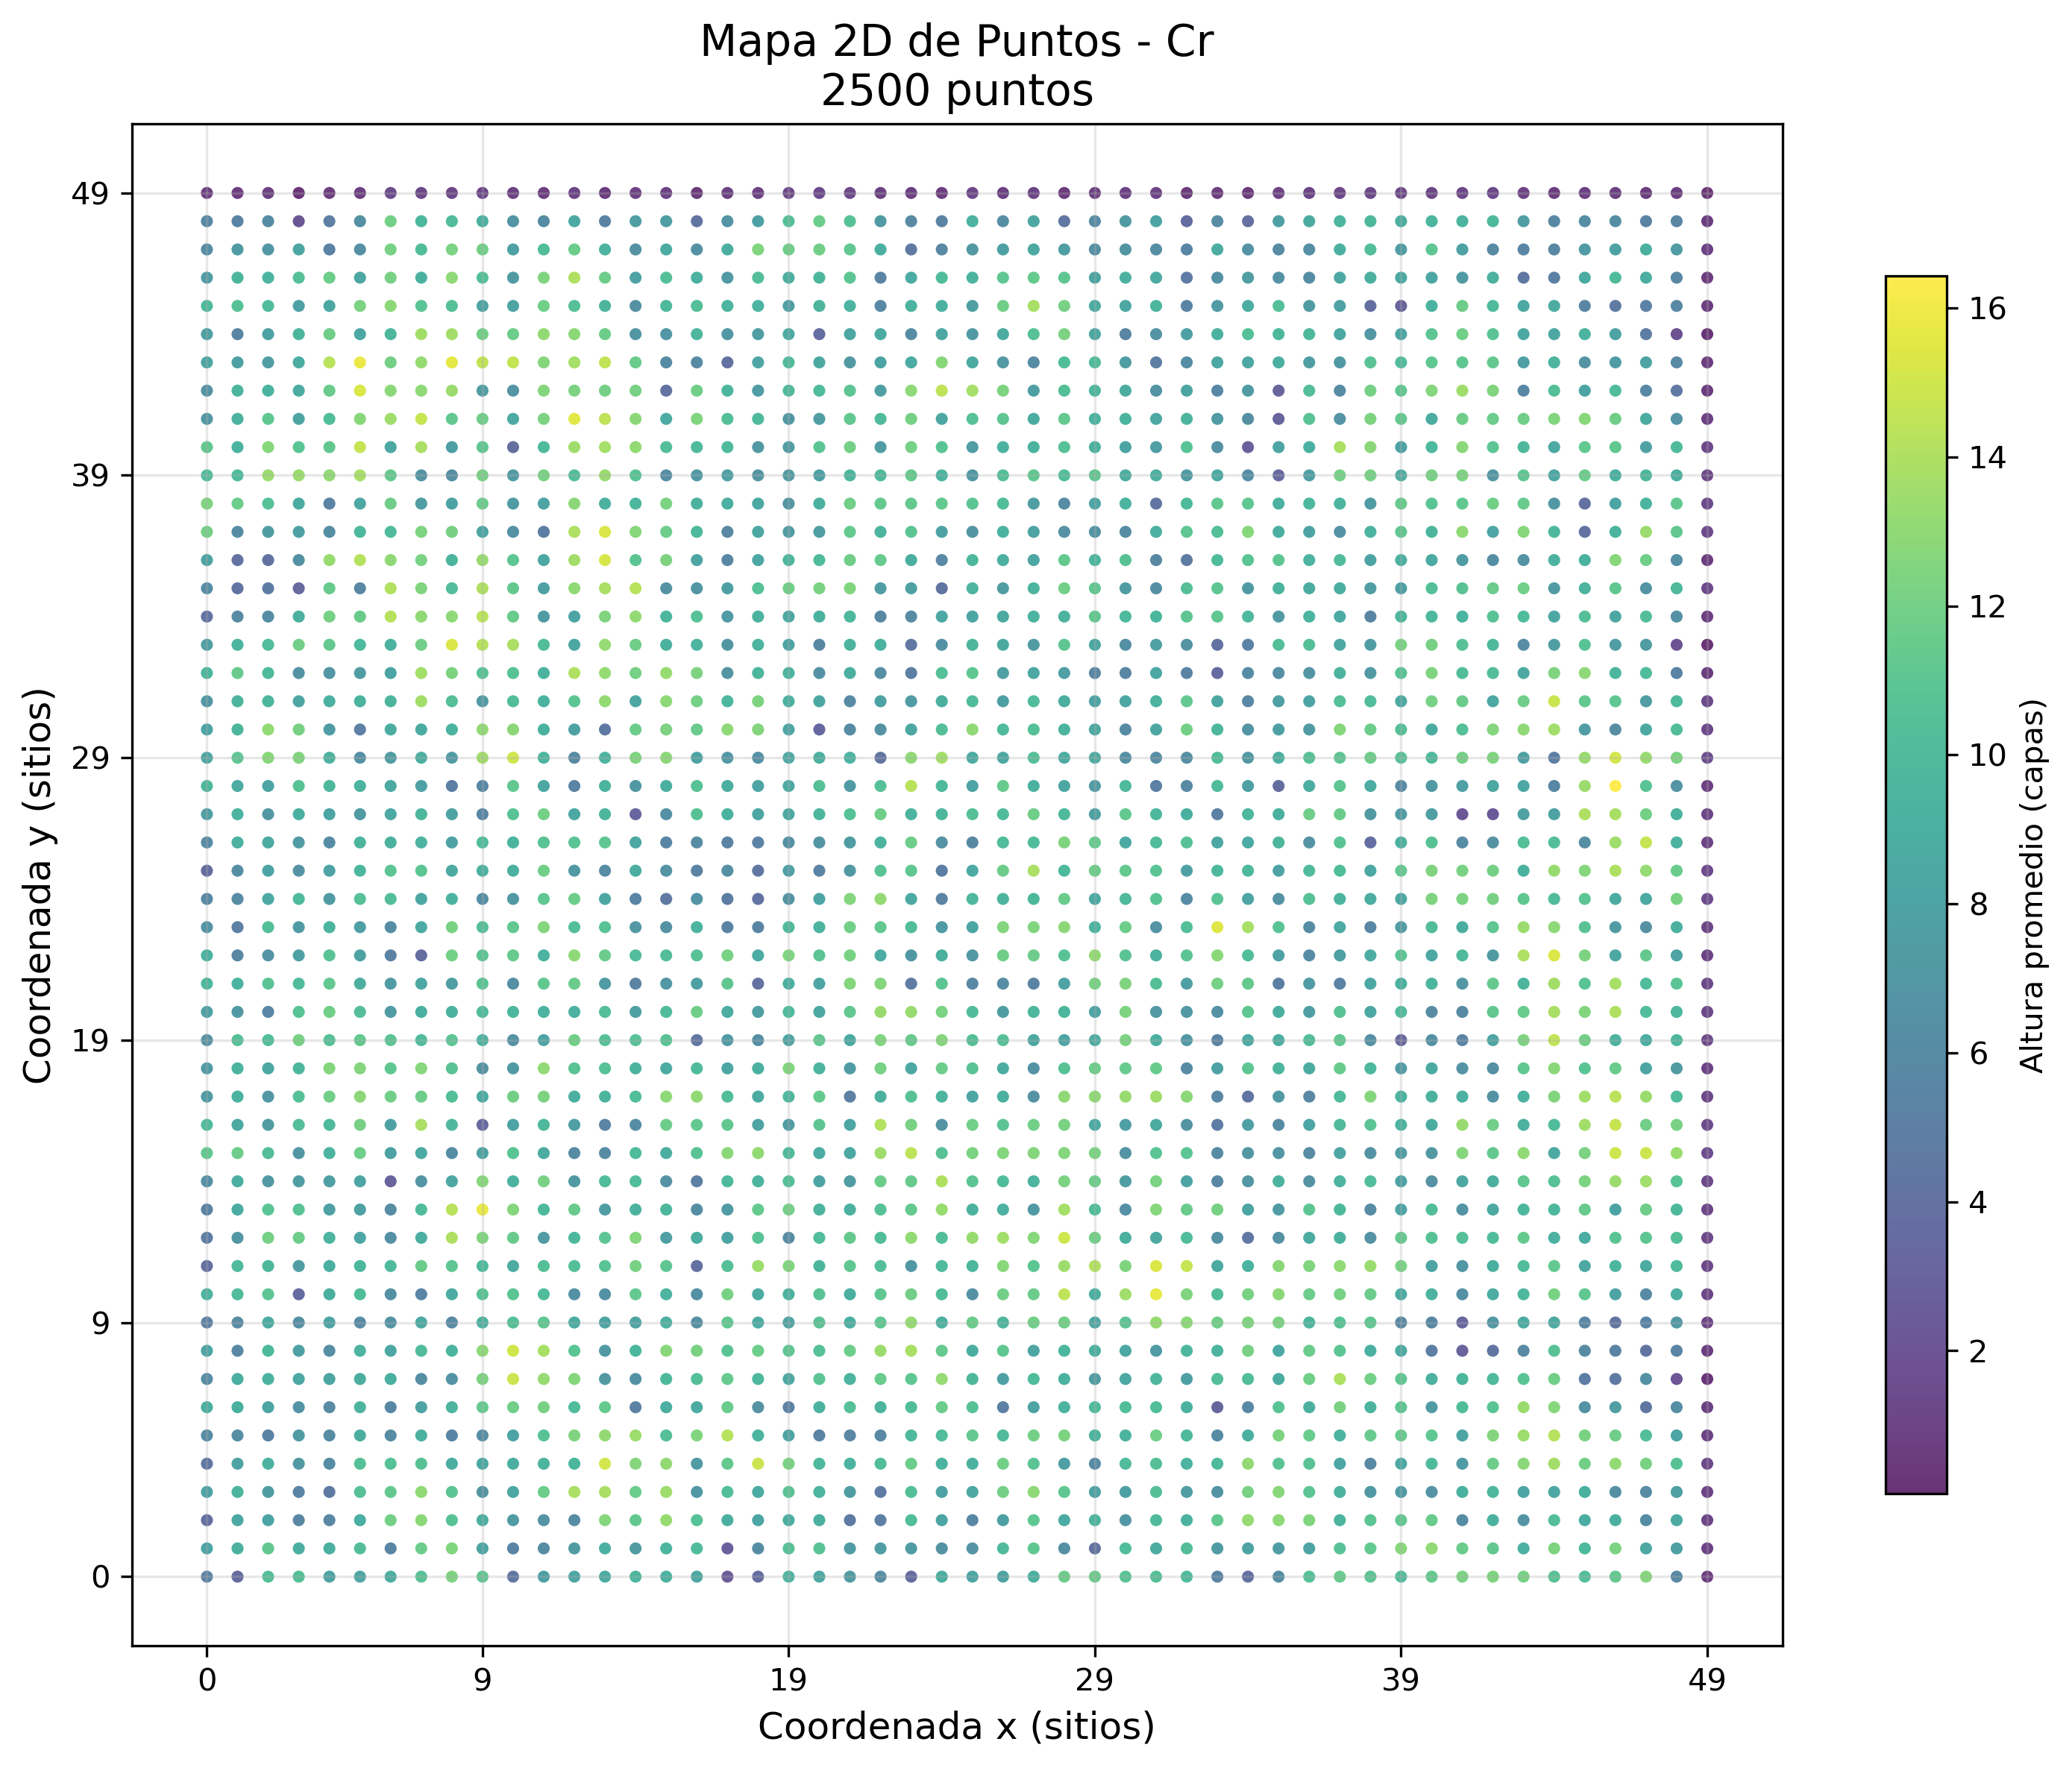 Mapa 2D de Puntos - Cr
2500 puntos
49
39
29
19
9
0
Coordenada y (sitios)
0 9 19 29 39 49
Coordenada x (sitios)
16
14
12
10
8
6
4
2
Altura promedio (capas)